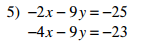 5) −2x − 9y = −25
−4x − 9y = −23